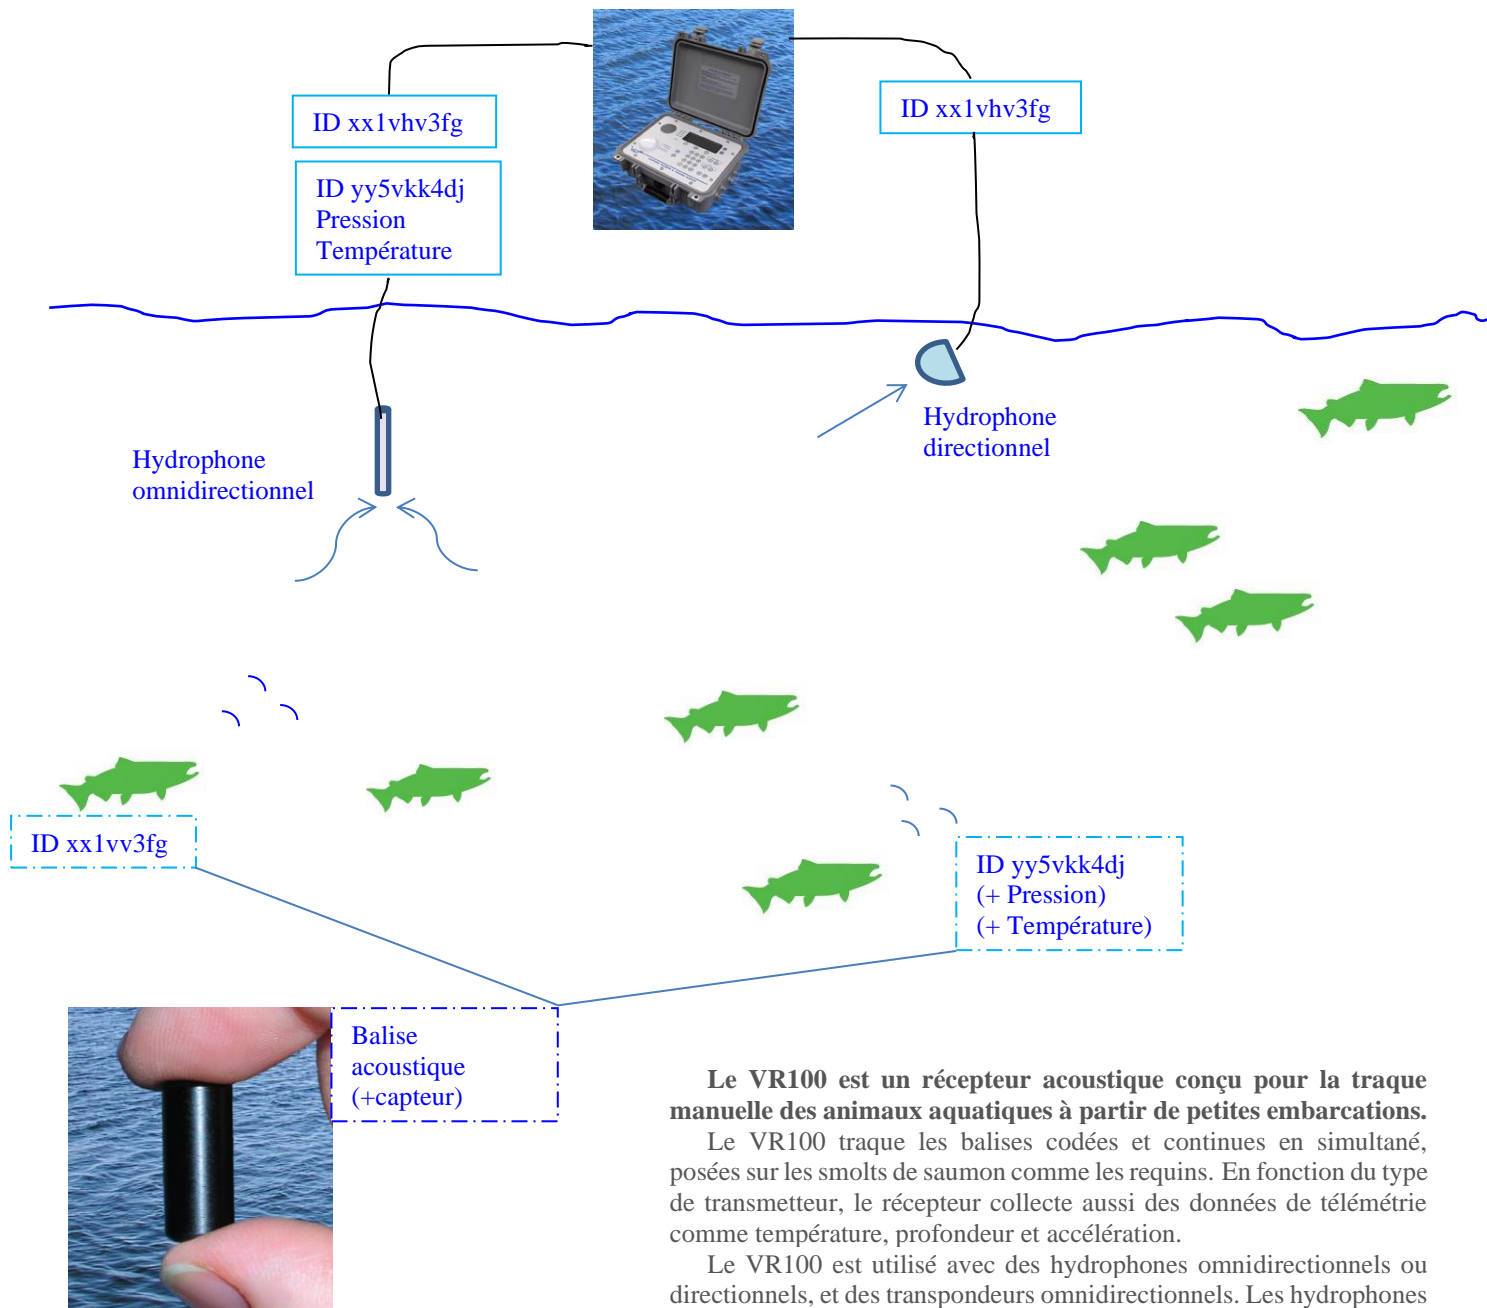 ID xx1vhv3fg
ID xx1vhv3fg
ID yy5vkk4dj
Pression
Température
Hydrophone
directionnel
Hydrophone
omnidirectionnel
ID xx1vv3fg
ID yy5vkk4dj
(+ Pression)
(+ Température)
Balise
acoustique
(+capteur)
Le VR100 est un récepteur acoustique conçu pour la traque
manuelle des animaux aquatiques à partir de petites embarcations.
Le VR100 traque les balises codées et continues en simultané,
posées sur les smolts de saumon comme les requins. En fonction du type
de transmetteur, le récepteur collecte aussi des données de télémétrie
comme température, profondeur et accélération.
Le VR100 est utilisé avec des hydrophones omnidirectionnels ou
directionnels, et des transpondeurs omnidirectionnels. Les hydrophones